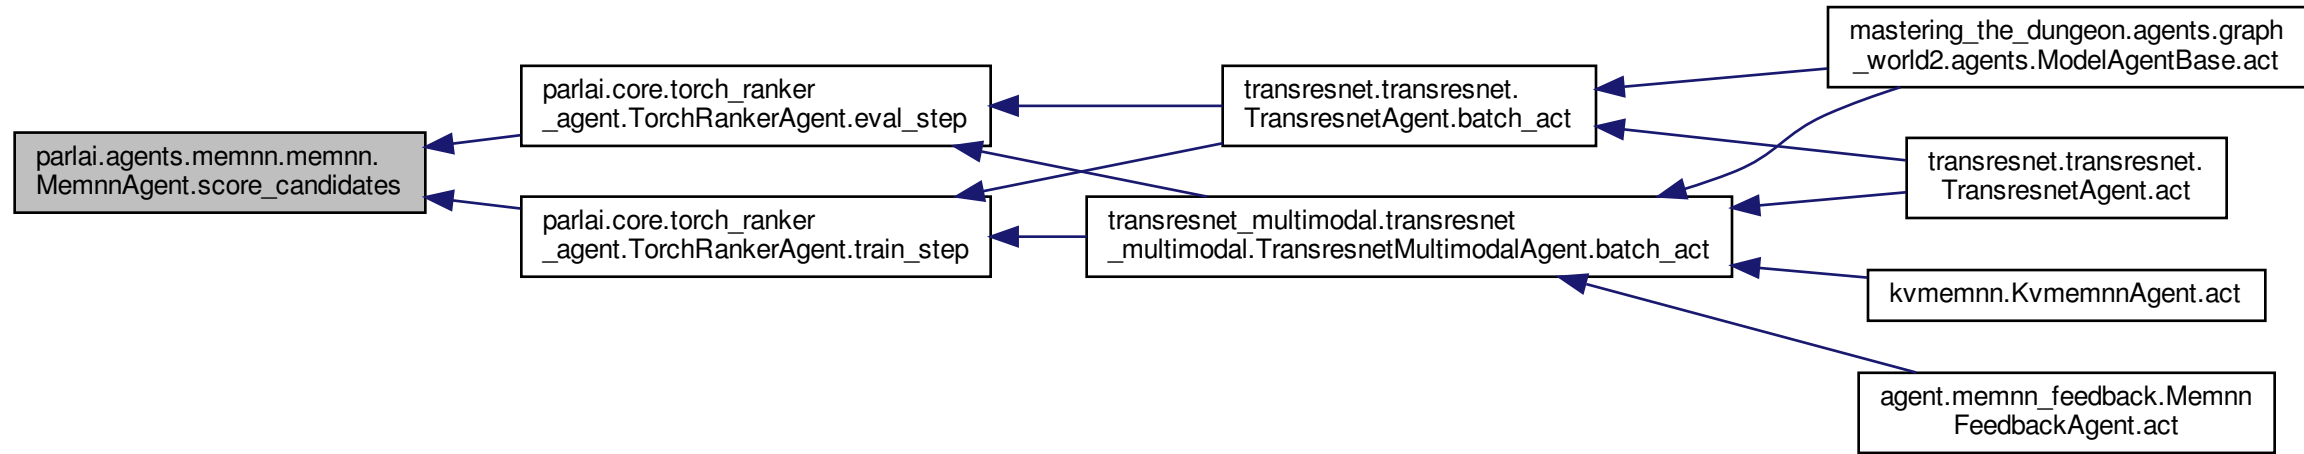 parlai.agents.memnn.memnn.
MemnnAgent.score_candidates
parlai.core.torch_ranker
_agent.TorchRankerAgent.eval_step
parlai.core.torch_ranker
_agent.TorchRankerAgent.train_step
transresnet.transresnet.
TransresnetAgent.batch_act
transresnet_multimodal.transresnet
_multimodal.TransresnetMultimodalAgent.batch_act
mastering_the_dungeon.agents.graph
_world2.agents.ModelAgentBase.act
transresnet.transresnet.
TransresnetAgent.act
kvmemnn.KvmemnnAgent.act
agent.memnn_feedback.Memnn
FeedbackAgent.act